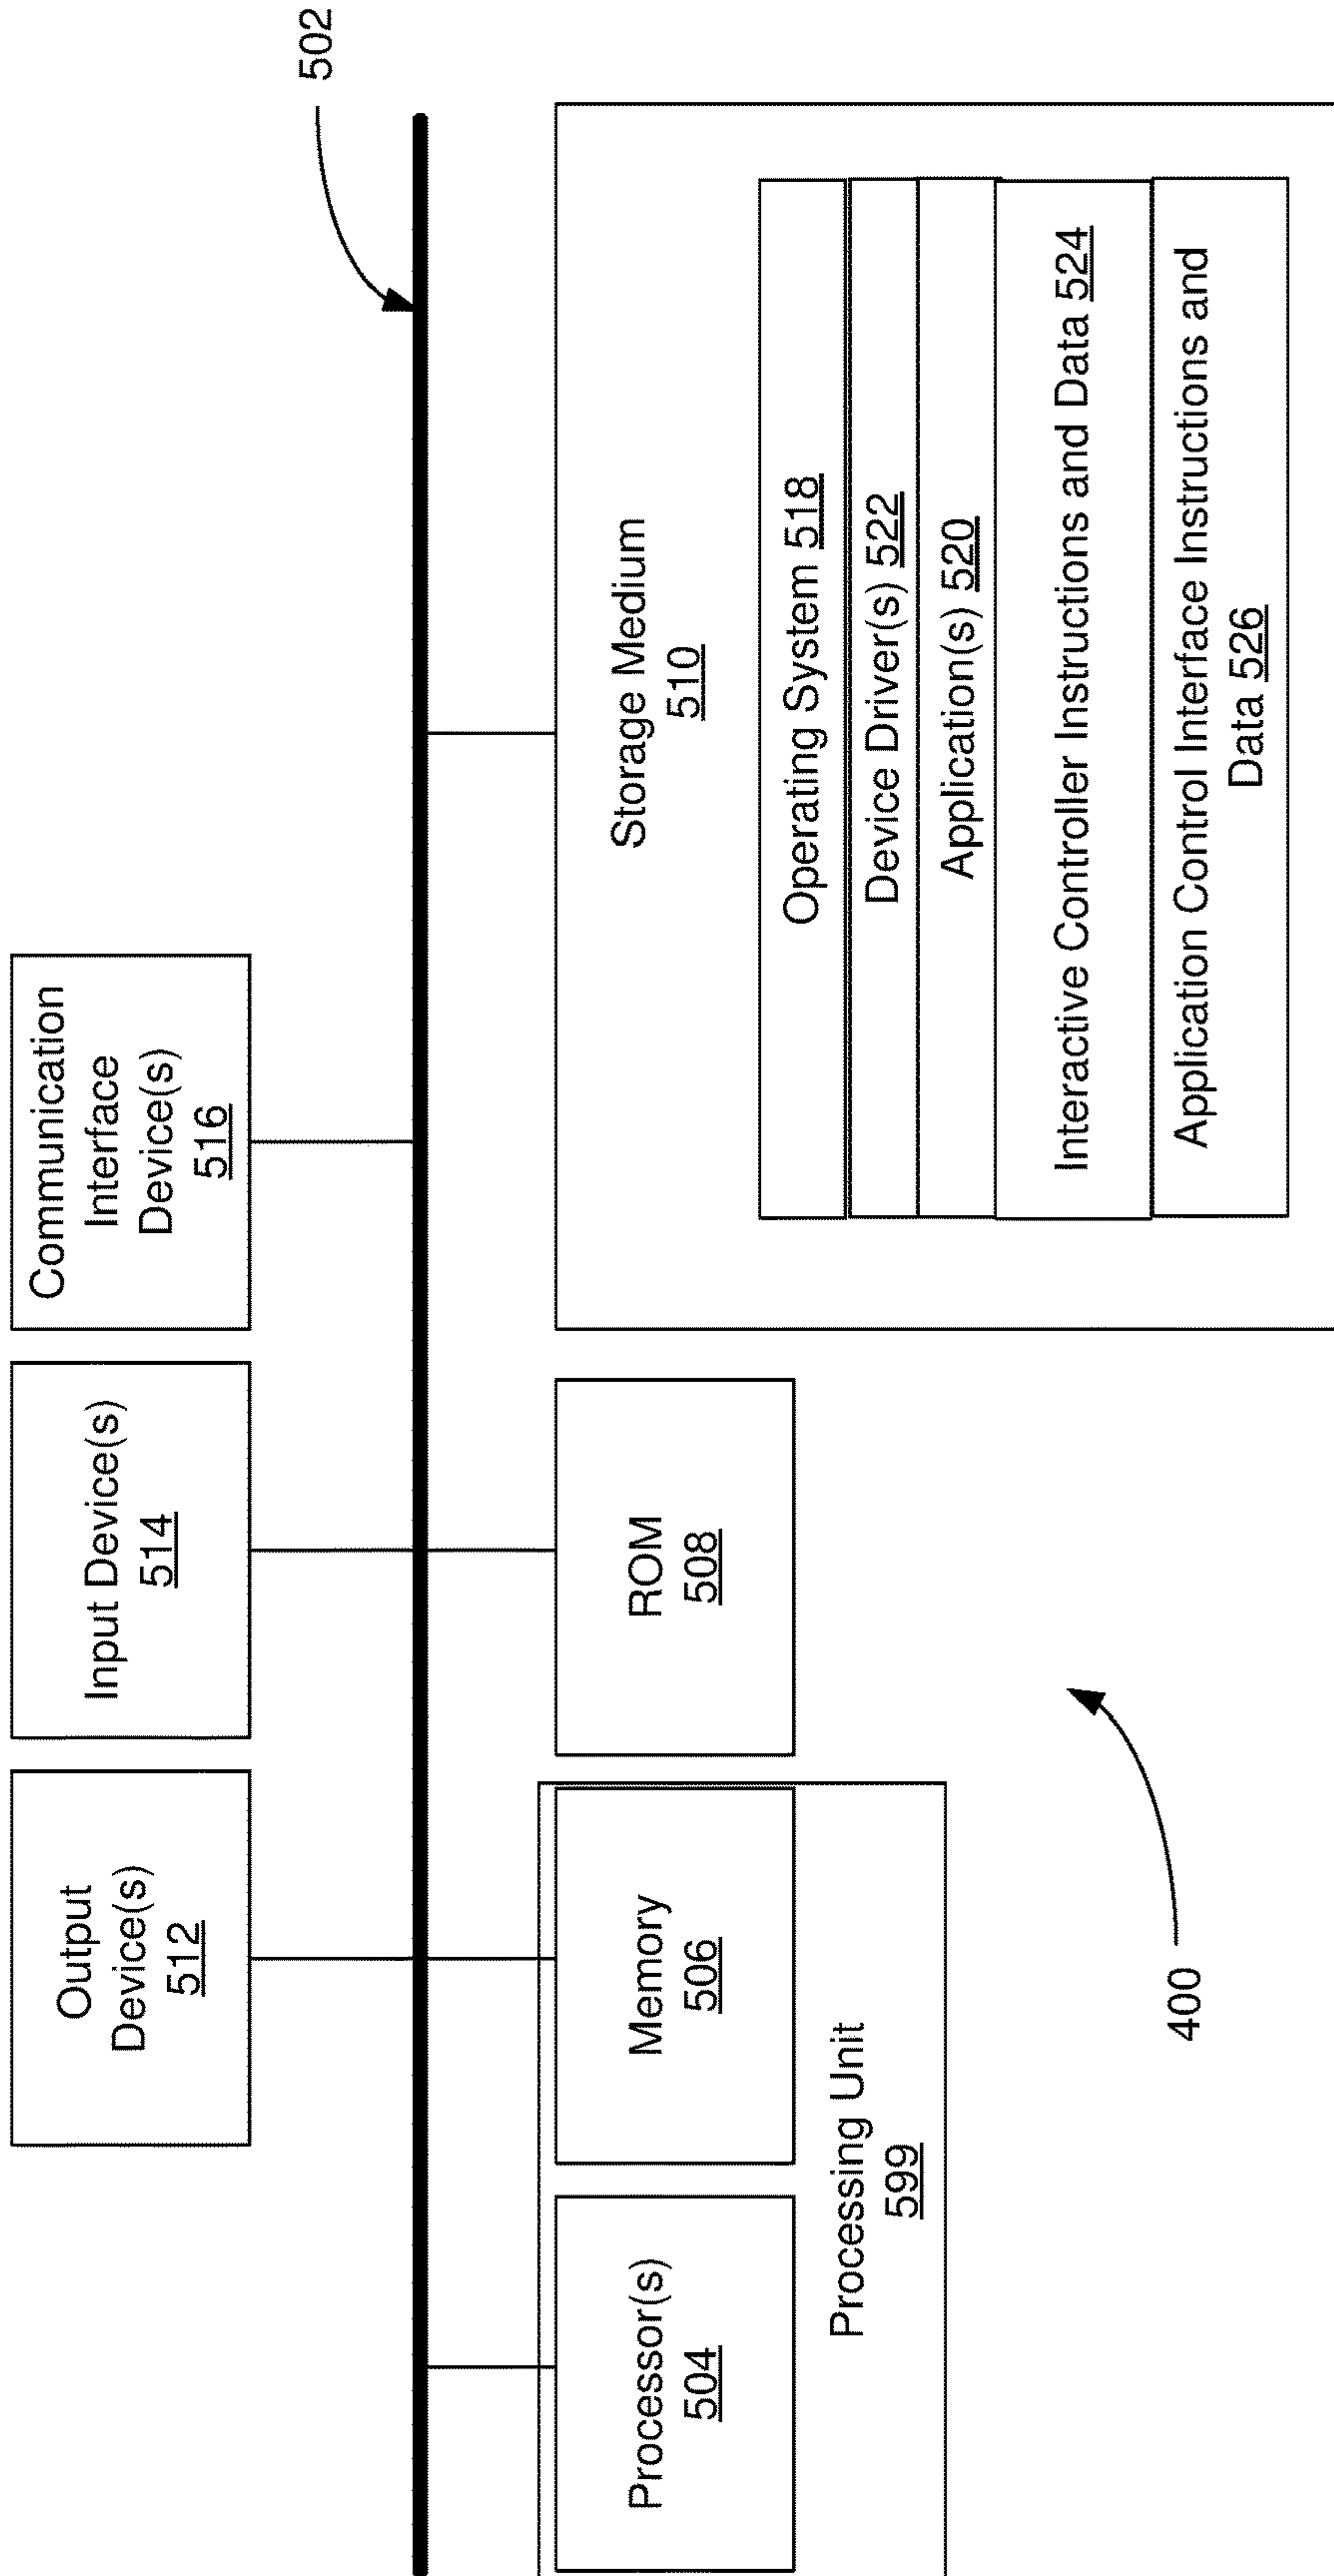 Output
Device(s)
512
Input Device(s)
514
Communication
Interface
Device(s)
516
502
Processor(s)
504
Memory
506
Processing Unit
599
ROM
508
Storage Medium
510
Operating System 518
Device Driver(s) 522
Application(s) 520
Interactive Controller Instructions and Data 524
Application Control Interface Instructions and
Data 526
400